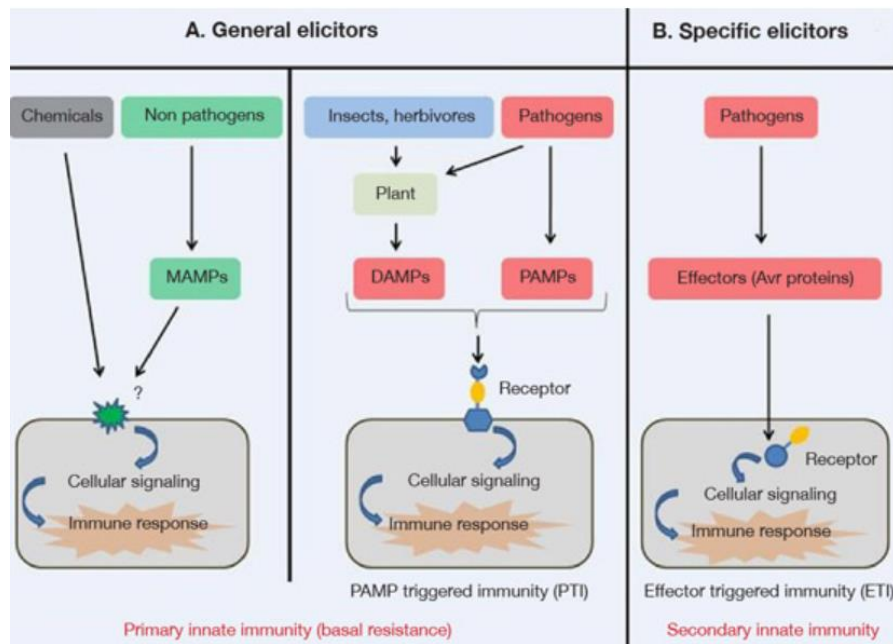 A. General elicitors
B. Specific elicitors
Chemicals
Non pathogens
MAMPs
?
Cellular signaling
Immune response
Insects, herbivores
Pathogens
Plant
DAMPs
PAMPs
Receptor
Cellular signaling
Immune response
PAMP triggered immunity (PTI)
Primary innate immunity (basal resistance)
Pathogens
Effectors (Avr proteins)
Receptor
Cellular signaling
Immune response
Effector triggered immunity (ETI)
Secondary innate immunity